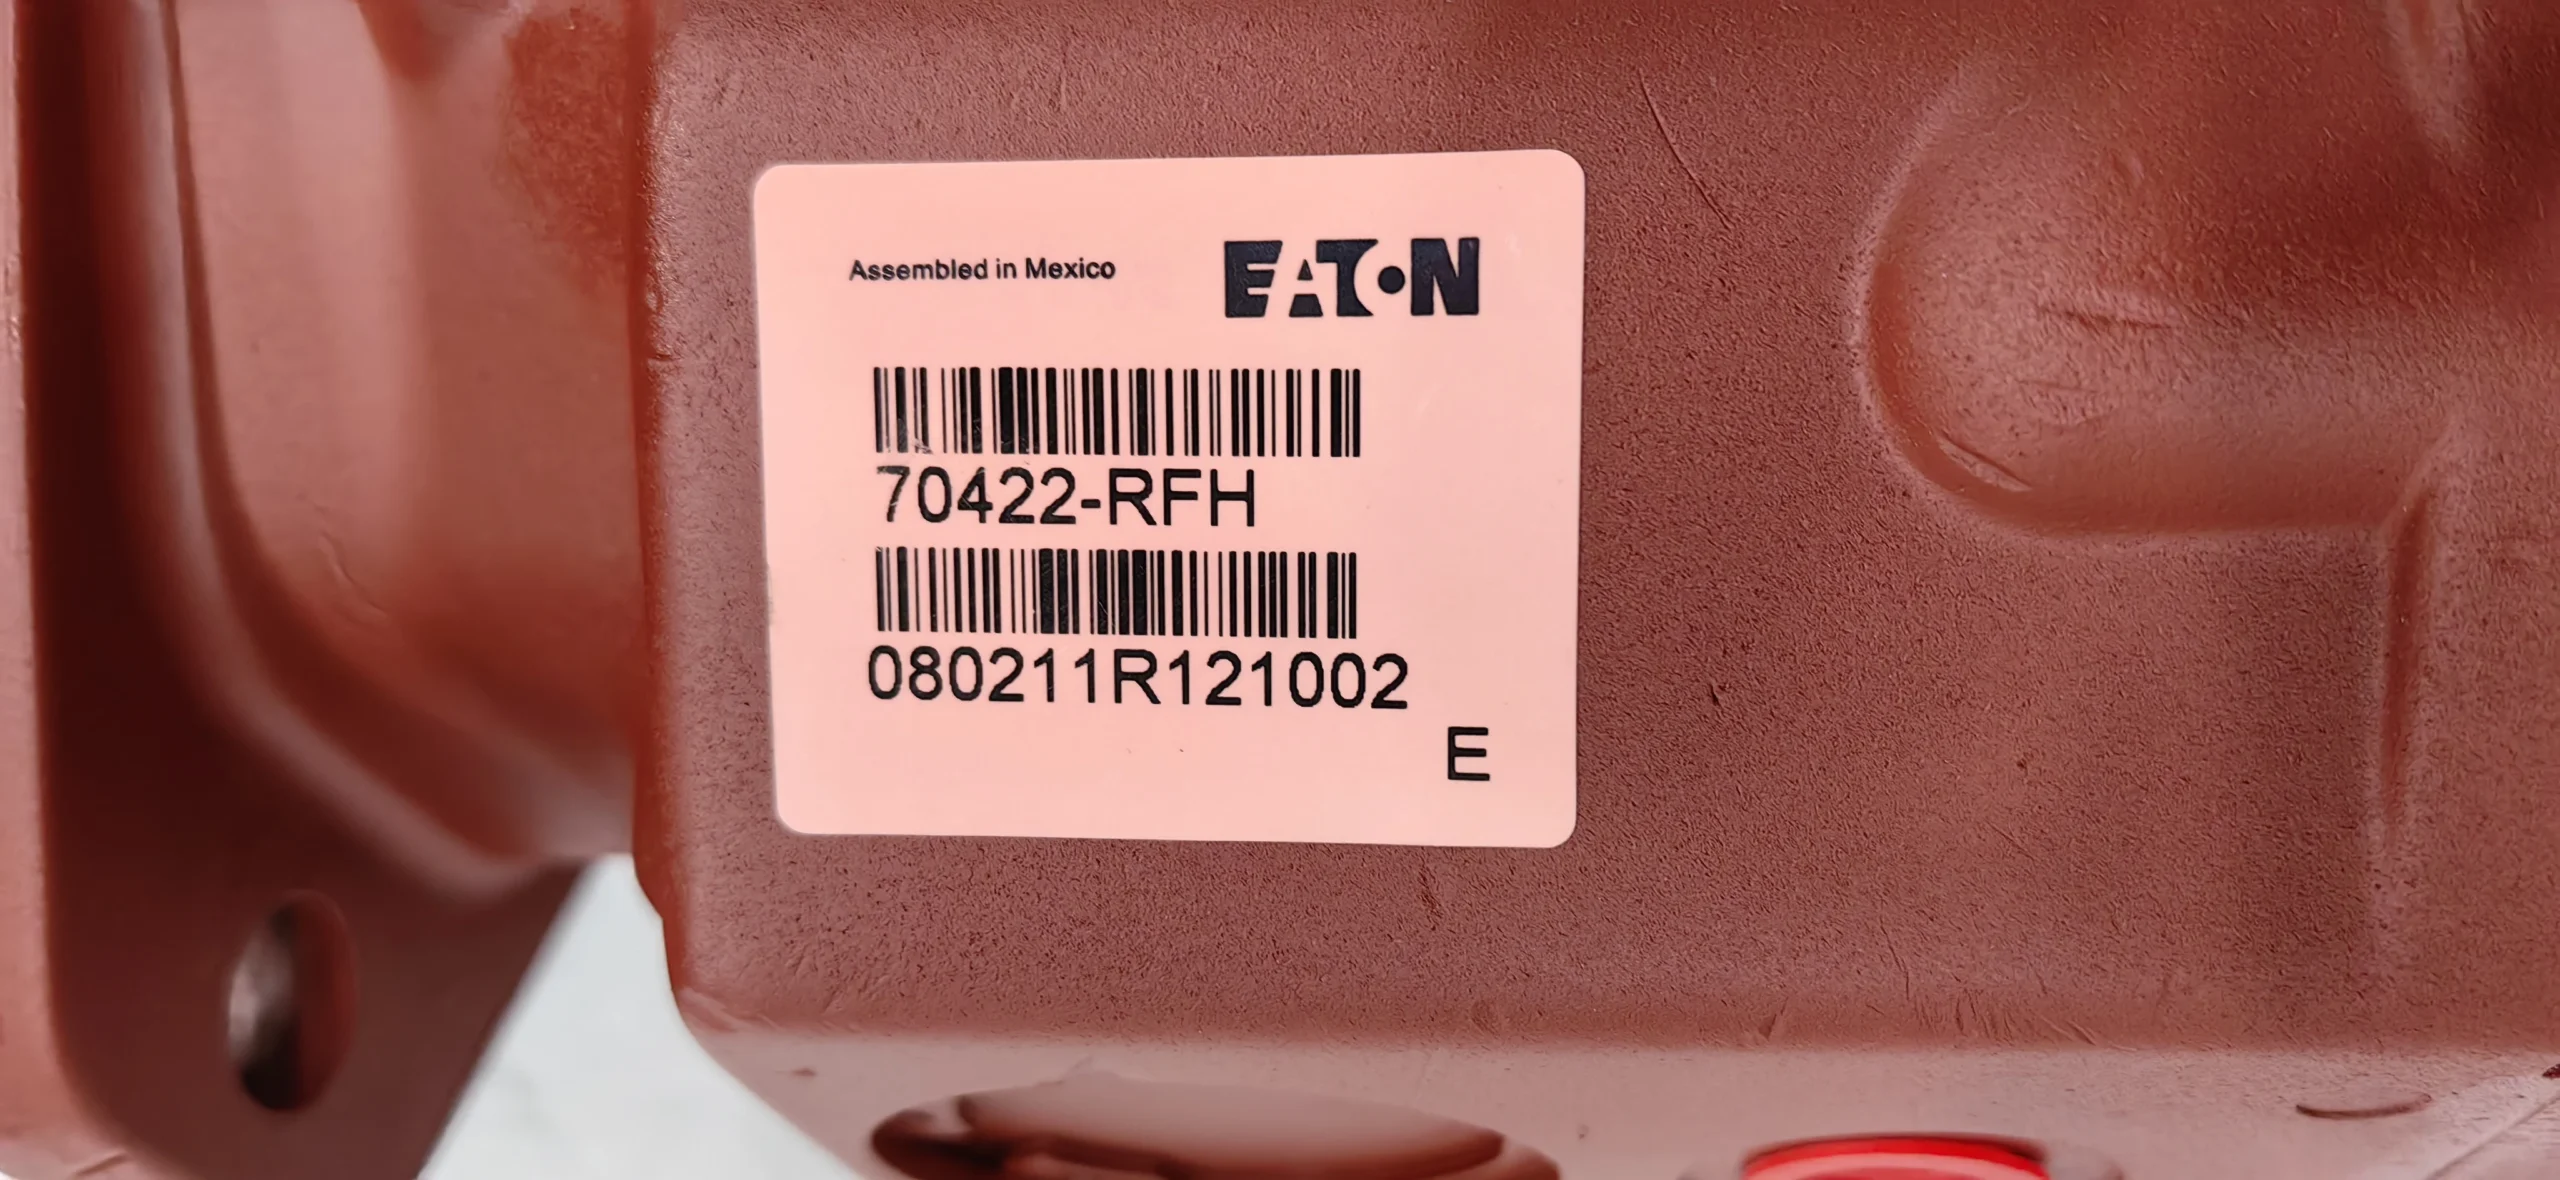 Assembled in Mexico
EATON
70422-RFH
080211R121002
E